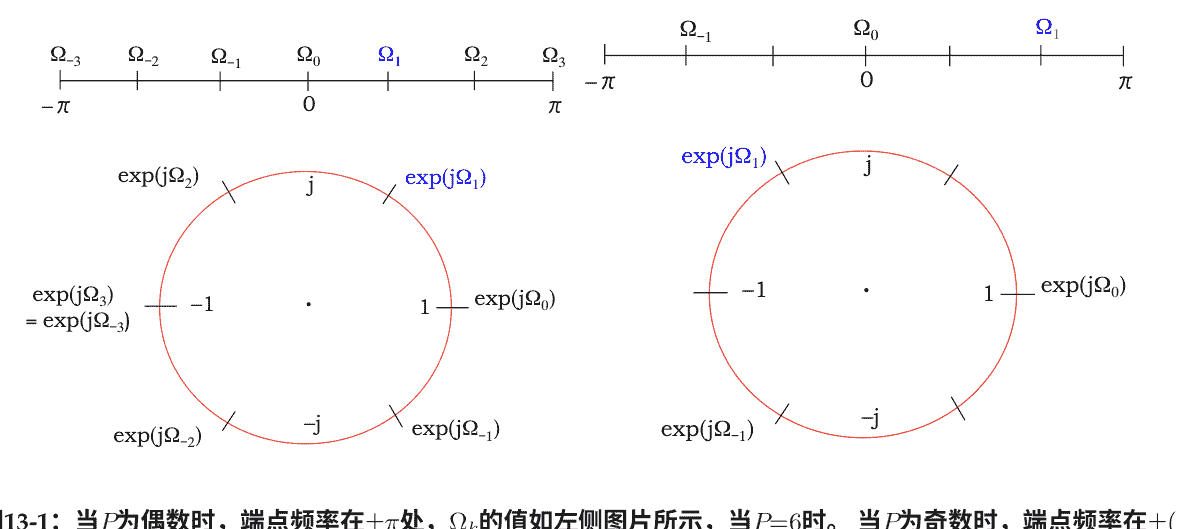 Ω₋₃ Ω₋₂ Ω₋₁ Ω₀ Ω₁ Ω₂ Ω₃
−π 0 π
Ω₋₁ Ω₀ Ω₁
−π 0 π
exp(jΩ₂) j exp(jΩ₁)
exp(jΩ₃)
= exp(jΩ₋₃)
−1 1 exp(jΩ₀)
exp(jΩ₋₂) −j exp(jΩ₋₁)
exp(jΩ₁) j
−1 1 exp(jΩ₀)
exp(jΩ₋₁) −j
13-1：当P为偶数时，端点频率在±π处，Ωₖ的值如左侧图片所示，当P=6时。 当P为奇数时，端点频率在±(